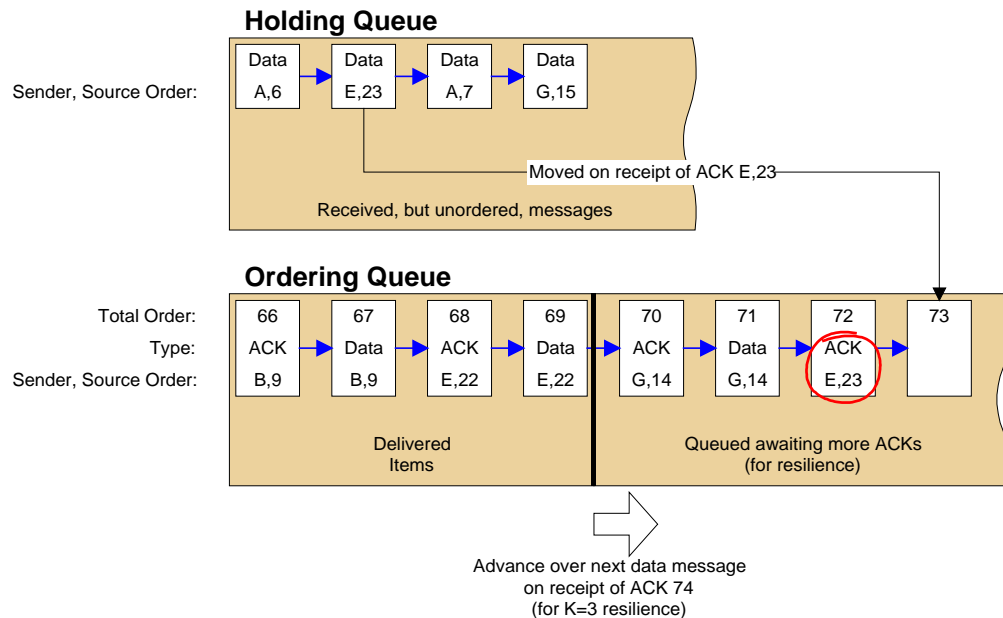 Holding Queue
Sender, Source Order:
Data
A,6
Data
E,23
Data
A,7
Data
G,15
Moved on receipt of ACK E,23
Received, but unordered, messages
Ordering Queue
Total Order:
Type:
Sender, Source Order:
66
ACK
B,9
67
Data
B,9
68
ACK
E,22
69
Data
E,22
70
ACK
G,14
71
Data
G,14
72
ACK
E,23
73
Delivered
Items
Queued awaiting more ACKs
(for resilience)
Advance over next data message
on receipt of ACK 74
(for K=3 resilience)